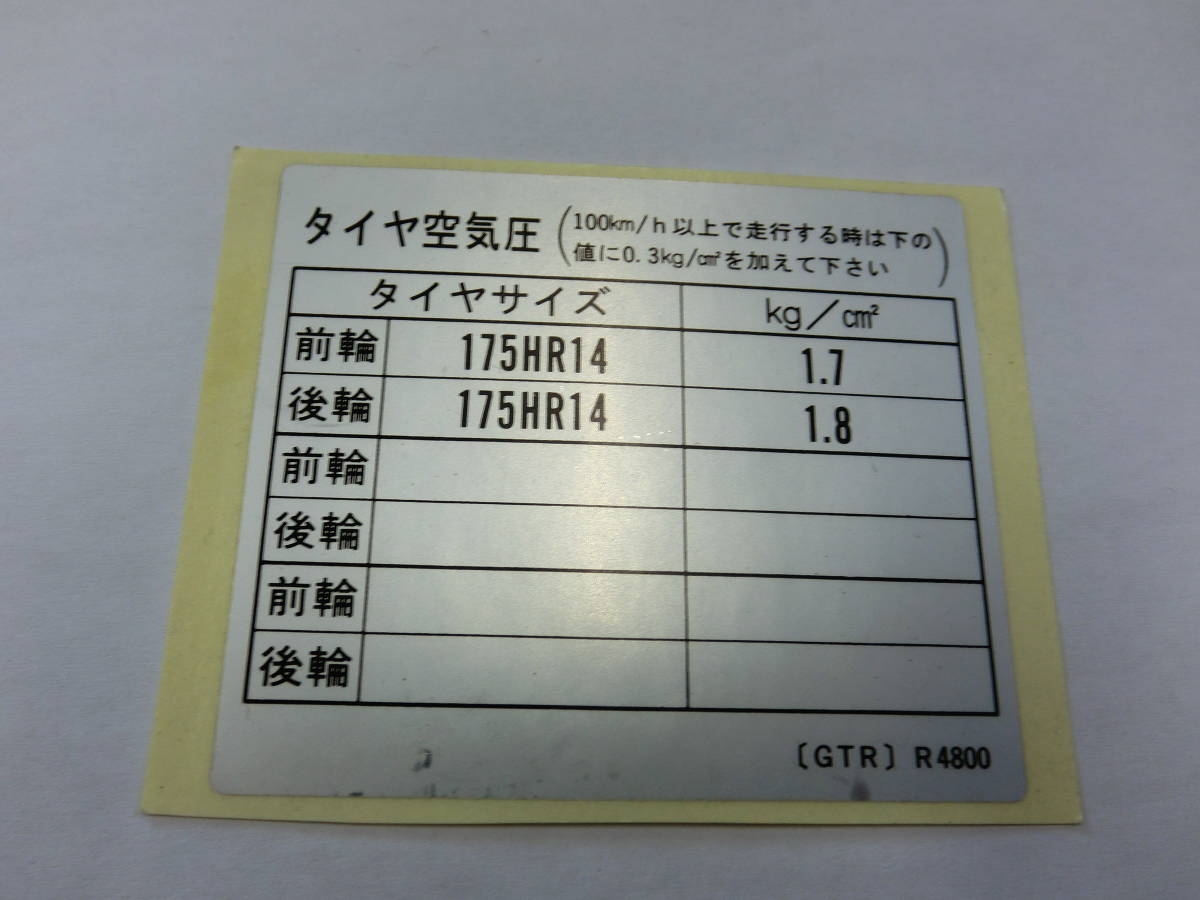 タイヤ空気圧 (100km/h以上で走行する時は下の
値に0.3kg/c㎡を加えて下さい)
タイヤサイズ kg/c㎡
前輪 175HR14 1.7
後輪 175HR14 1.8
前輪
後輪
前輪
後輪
〔GTR〕 R4800